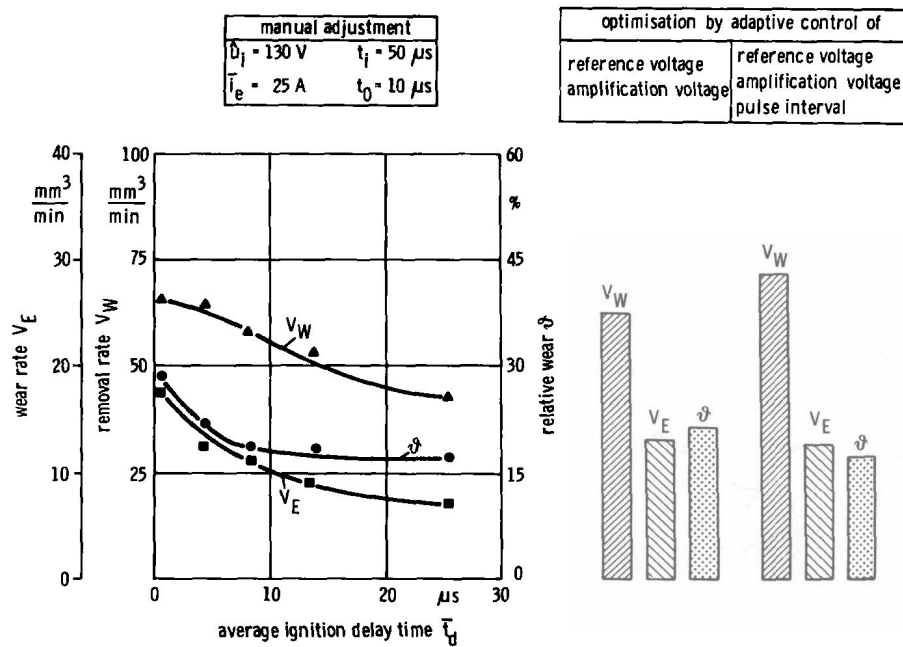 manual adjustment
Û_i = 130 V t_i = 50 µs
i̅_e = 25 A t_0 = 10 µs
optimisation by adaptive control of
reference voltage
amplification voltage
reference voltage
amplification voltage
pulse interval
40
mm³
min
30
20
10
0
wear rate V_E
100
mm³
min
75
50
25
removal rate V_W
60
%
45
30
15
0
relative wear ϑ
V_W
ϑ
V_E
0
10
20
µs
30
average ignition delay time t̅_d
V_W
V_E
ϑ
V_W
V_E
ϑ